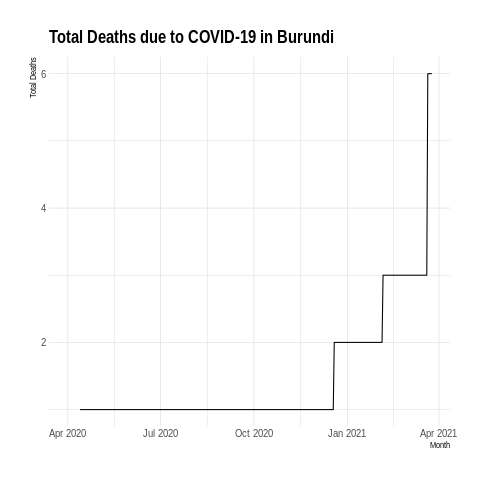 Total Deaths due to COVID-19 in Burundi
Total Deaths
6
4
2
Apr 2020 Jul 2020 Oct 2020 Jan 2021 Apr 2021
Month